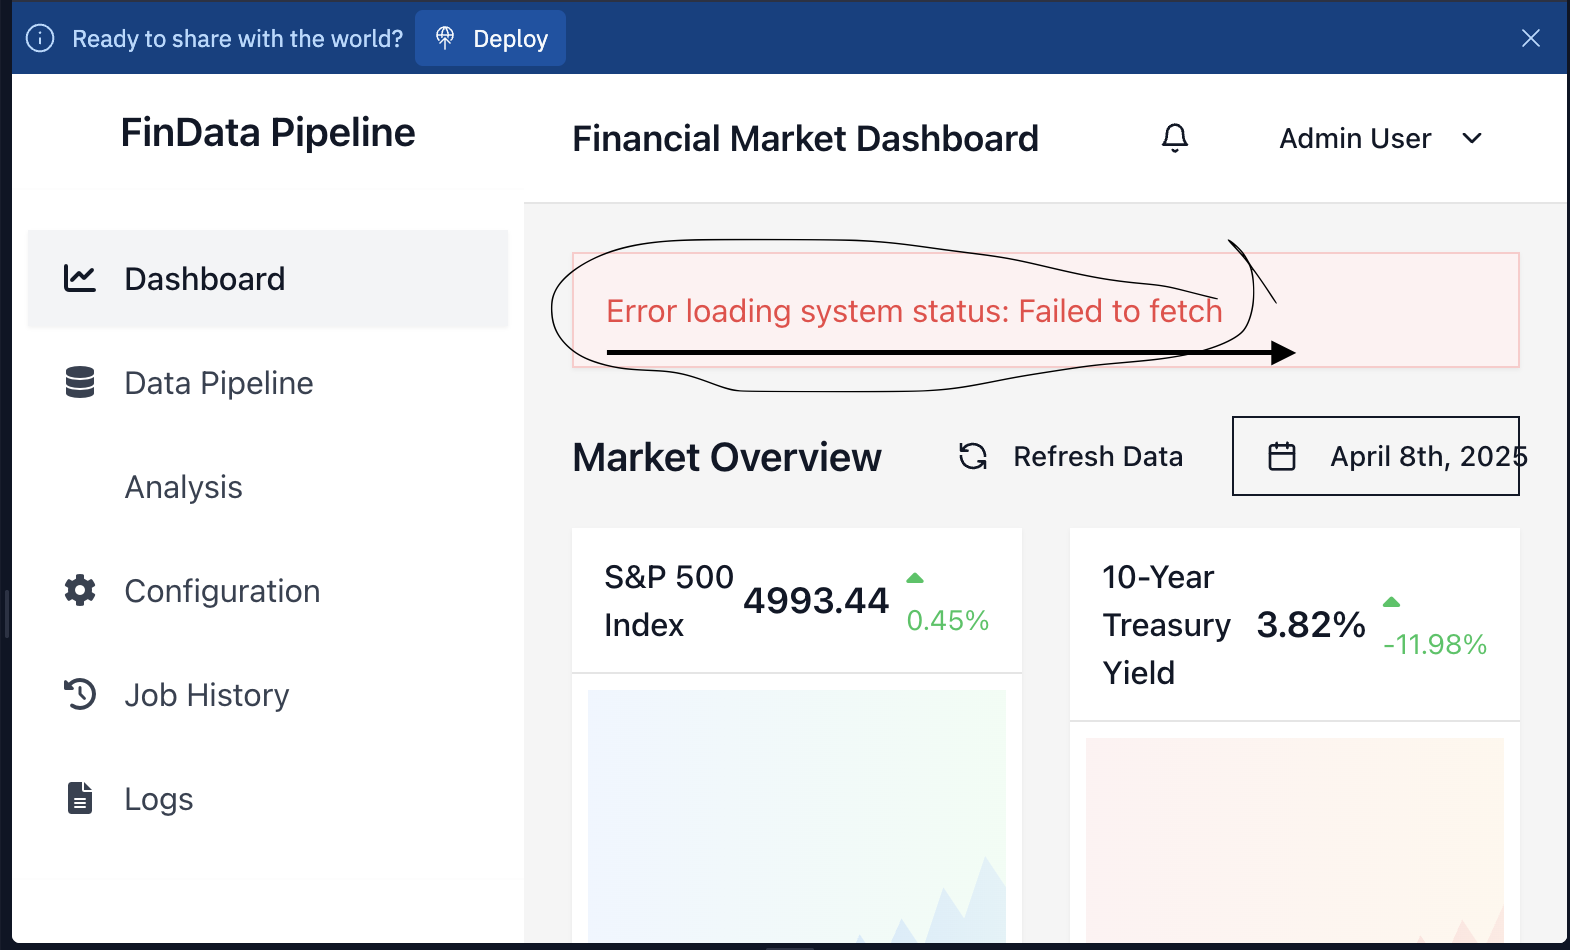 Ready to share with the world? Deploy
FinData Pipeline
Financial Market Dashboard
Admin User
Dashboard
Data Pipeline
Analysis
Configuration
Job History
Logs
Error loading system status: Failed to fetch
Market Overview
Refresh Data
April 8th, 2025
S&P 500
Index
4993.44
0.45%
10-Year
Treasury
Yield
3.82%
-11.98%